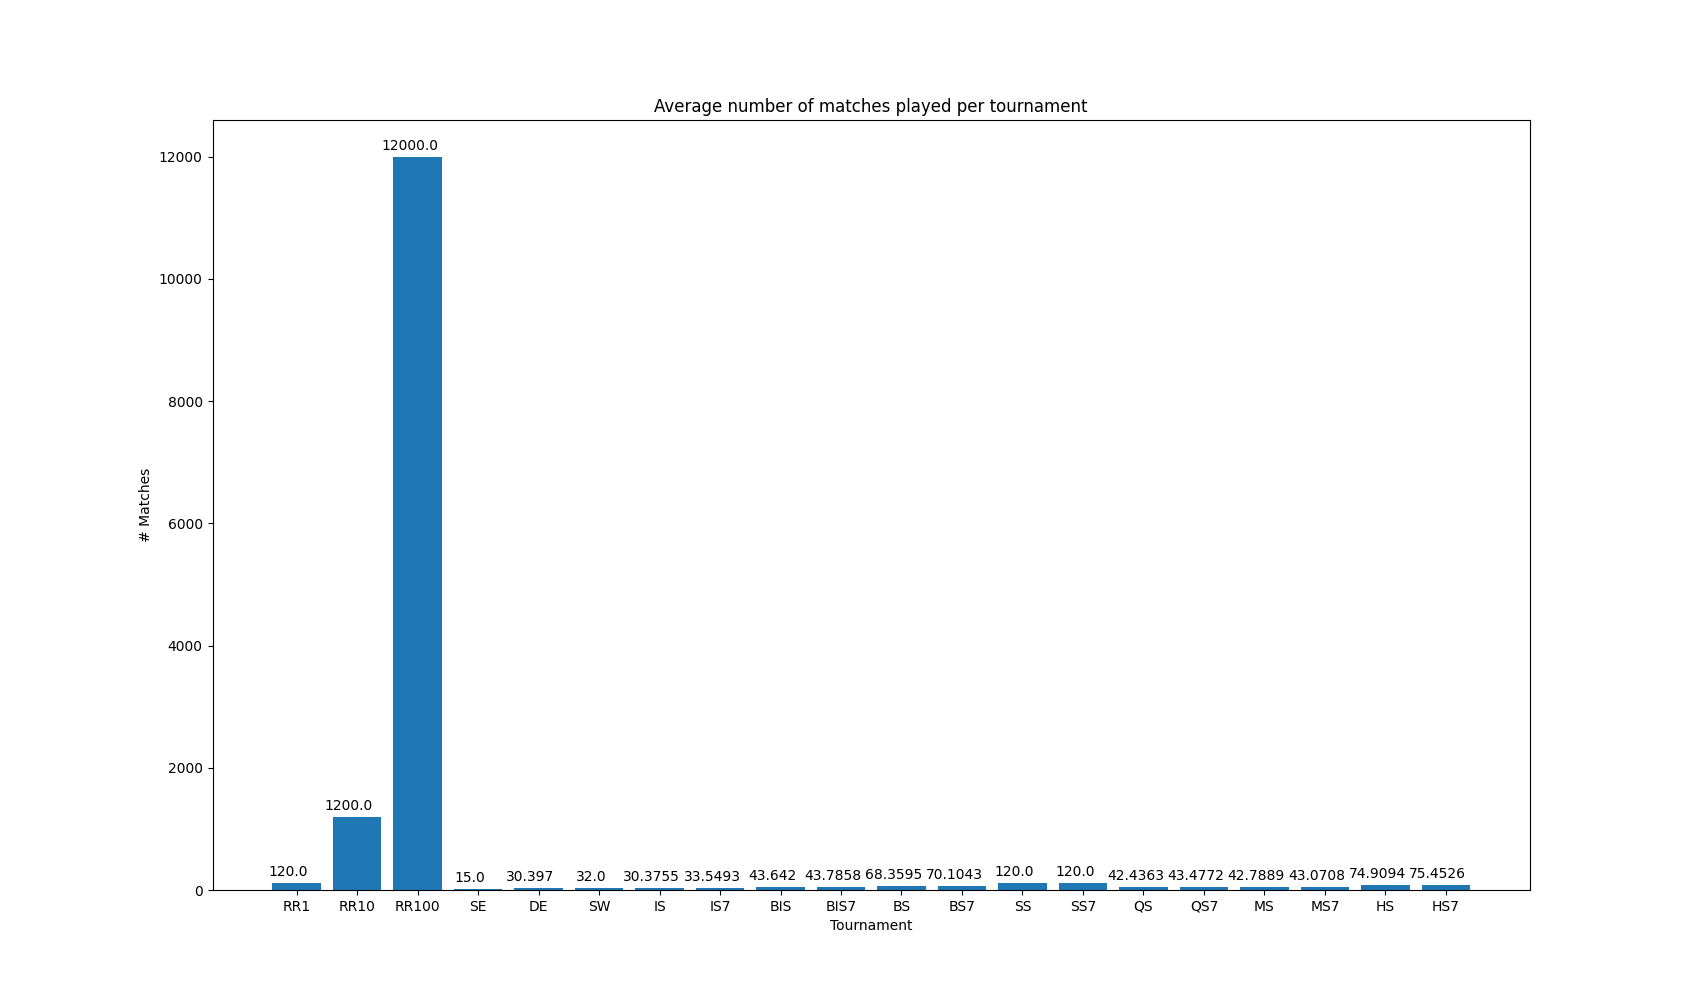 Average number of matches played per tournament
# Matches
12000
10000
8000
6000
4000
2000
0
120.0 1200.0 12000.0 15.0 30.397 32.0 30.3755 33.5493 43.642 43.7858 68.3595 70.1043 120.0 120.0 42.4363 43.4772 42.7889 43.0708 74.9094 75.4526
RR1 RR10 RR100 SE DE SW IS IS7 BIS BIS7 BS BS7 SS SS7 QS QS7 MS MS7 HS HS7
Tournament